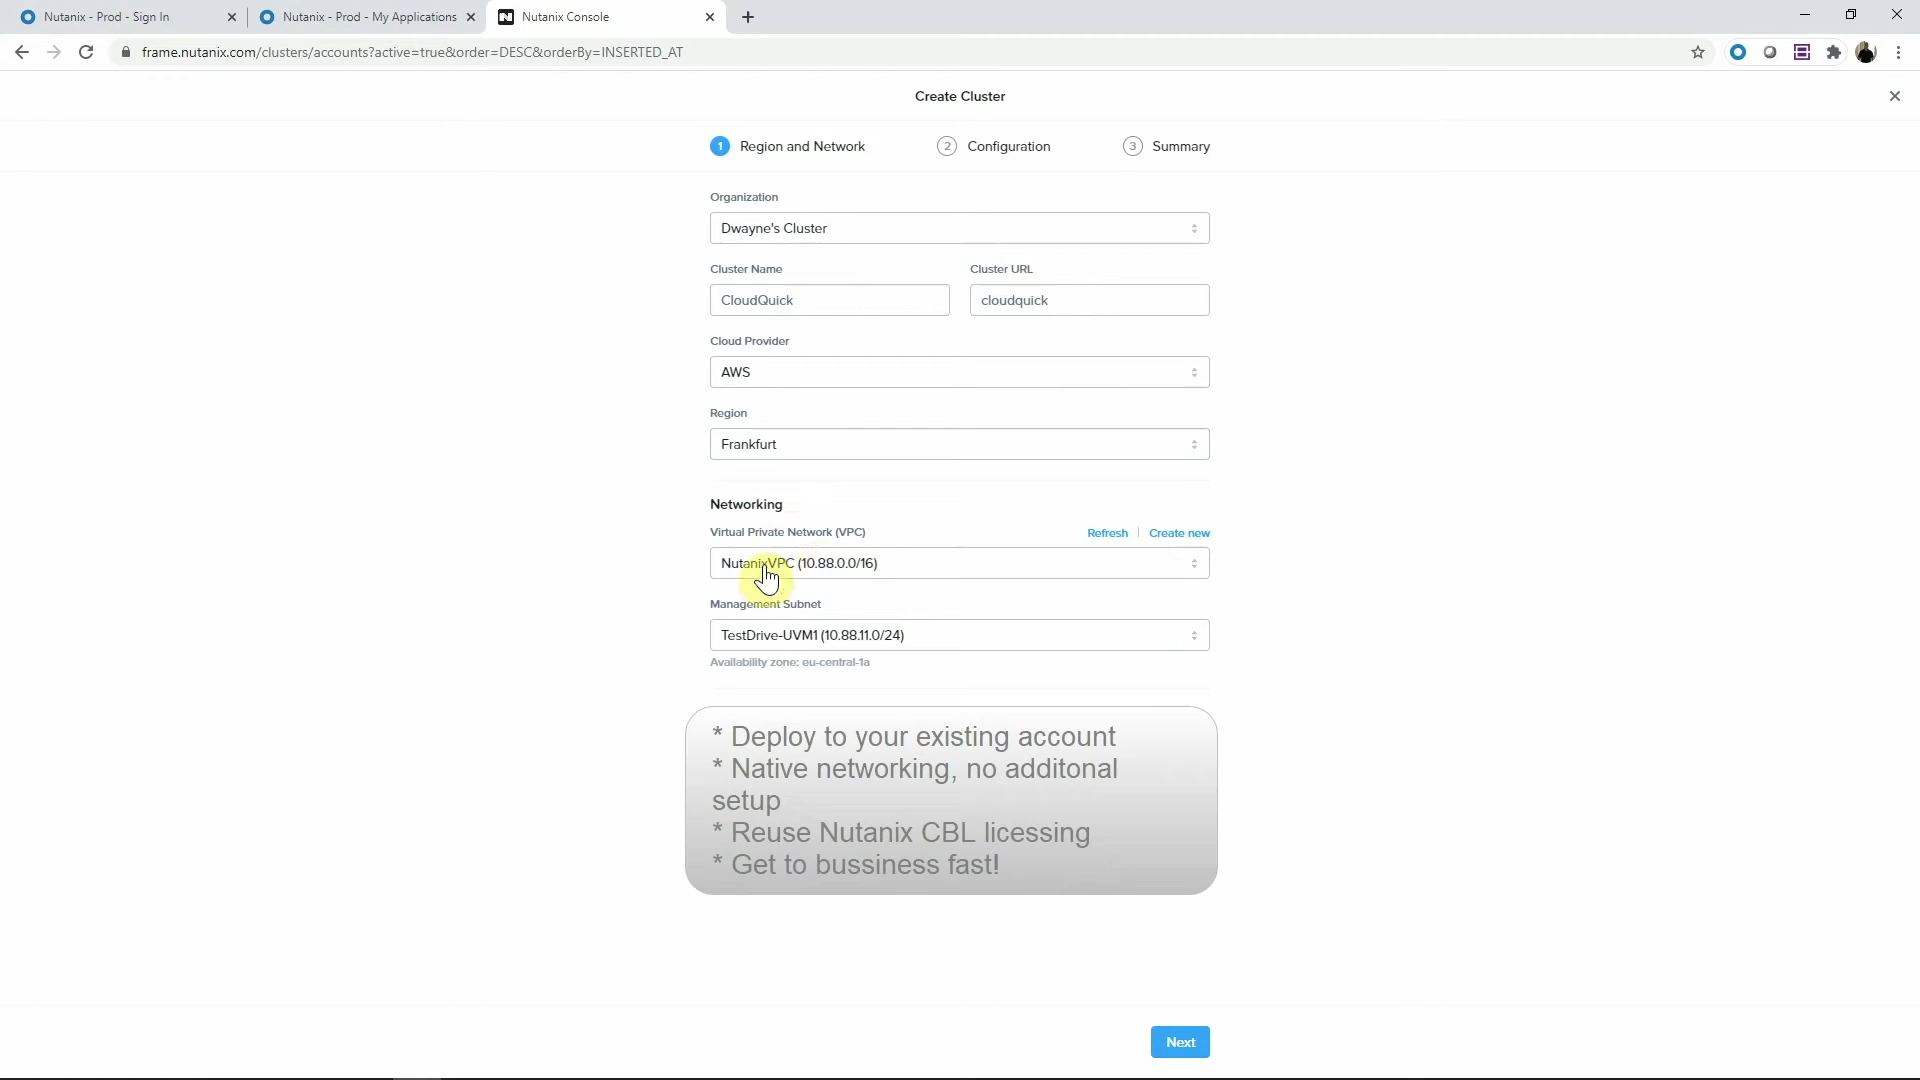 Nutanix - Prod - Sign In
Nutanix - Prod - My Applications
Nutanix Console
frame.nutanix.com/clusters/accounts?active=true&order=DESC&orderBy=INSERTED_AT
Create Cluster
1 Region and Network
2 Configuration
3 Summary
Organization
Dwayne's Cluster
Cluster Name
Cluster URL
CloudQuick
cloudquick
Cloud Provider
AWS
Region
Frankfurt
Networking
Virtual Private Network (VPC)
Refresh
Create new
NutanixVPC (10.88.0.0/16)
Management Subnet
TestDrive-UVM1 (10.88.11.0/24)
Availability zone: eu-central-1a
* Deploy to your existing account
* Native networking, no additonal
setup
* Reuse Nutanix CBL licessing
* Get to bussiness fast!
Next